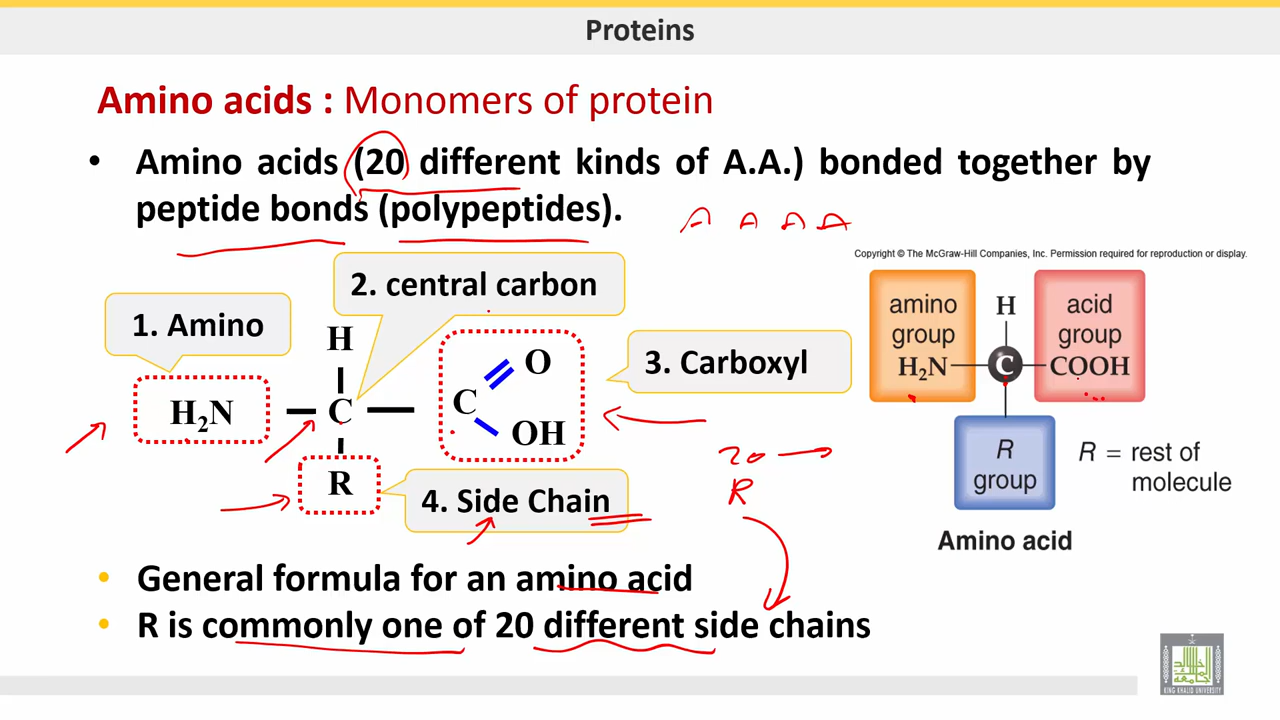 Proteins
Amino acids : Monomers of protein
• Amino acids (20 different kinds of A.A.) bonded together by
peptide bonds (polypeptides).
A A A A
Copyright © The McGraw-Hill Companies, Inc. Permission required for reproduction or display.
1. Amino
2. central carbon
3. Carboxyl
4. Side Chain
H
H₂N
C
R
C
O
OH
20
R
amino
group
H₂N
H
C
acid
group
COOH
R
group
R = rest of
molecule
Amino acid
• General formula for an amino acid
• R is commonly one of 20 different side chains
KING KHALID UNIVERSITY